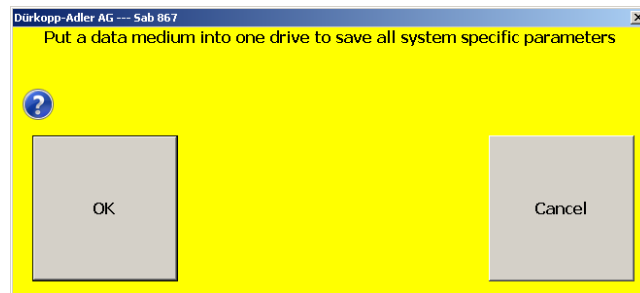 Dürkopp-Adler AG --- Sab 867
Put a data medium into one drive to save all system specific parameters
OK
Cancel